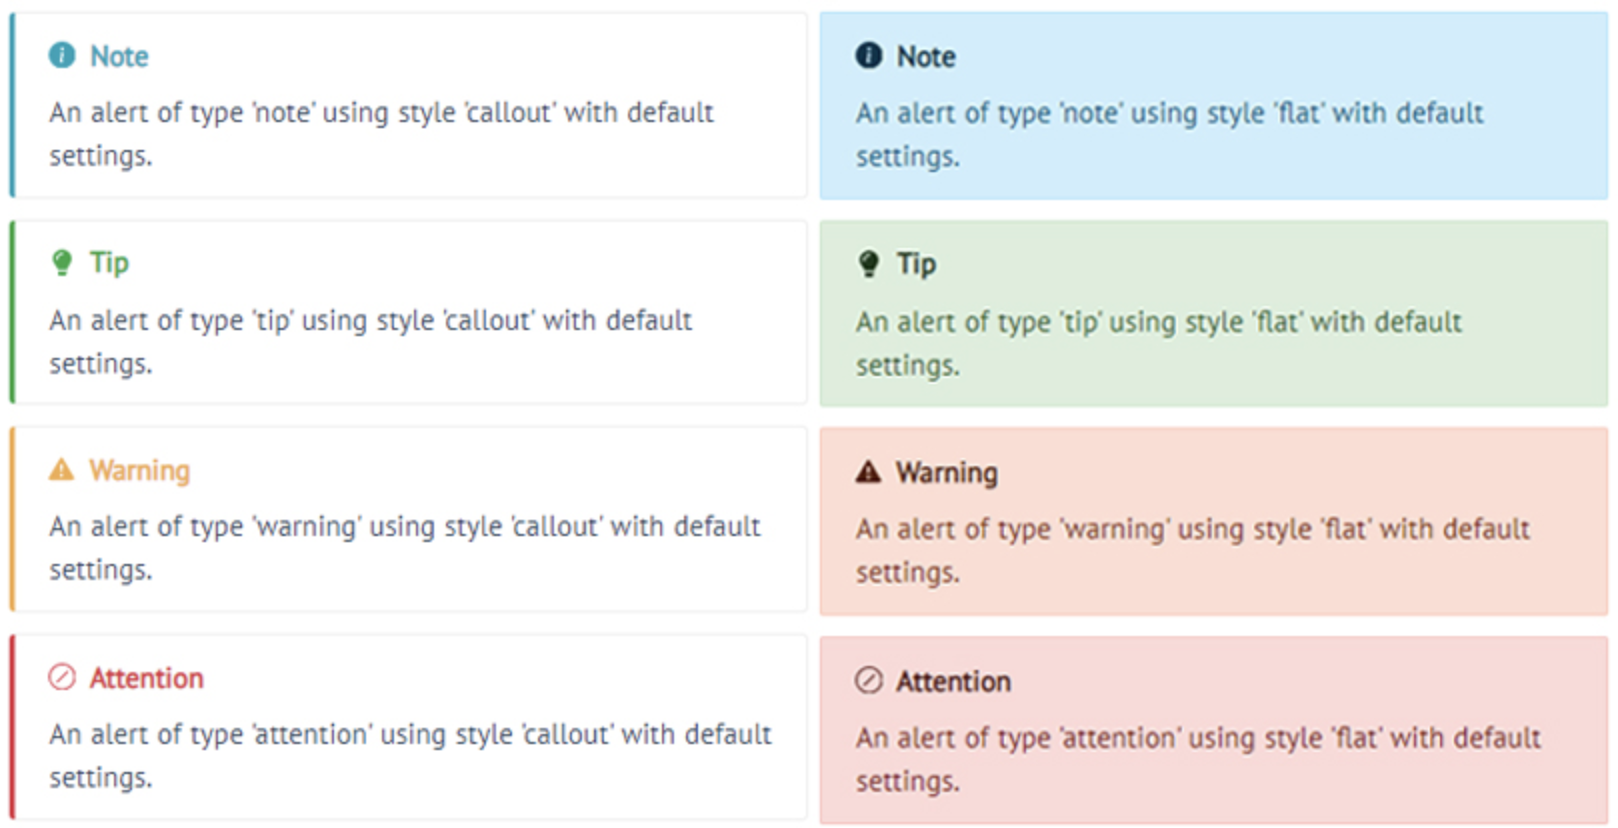 Note
An alert of type 'note' using style 'callout' with default
settings.
Note
An alert of type 'note' using style 'flat' with default
settings.
Tip
An alert of type 'tip' using style 'callout' with default
settings.
Tip
An alert of type 'tip' using style 'flat' with default
settings.
Warning
An alert of type 'warning' using style 'callout' with default
settings.
Warning
An alert of type 'warning' using style 'flat' with default
settings.
Attention
An alert of type 'attention' using style 'callout' with default
settings.
Attention
An alert of type 'attention' using style 'flat' with default
settings.